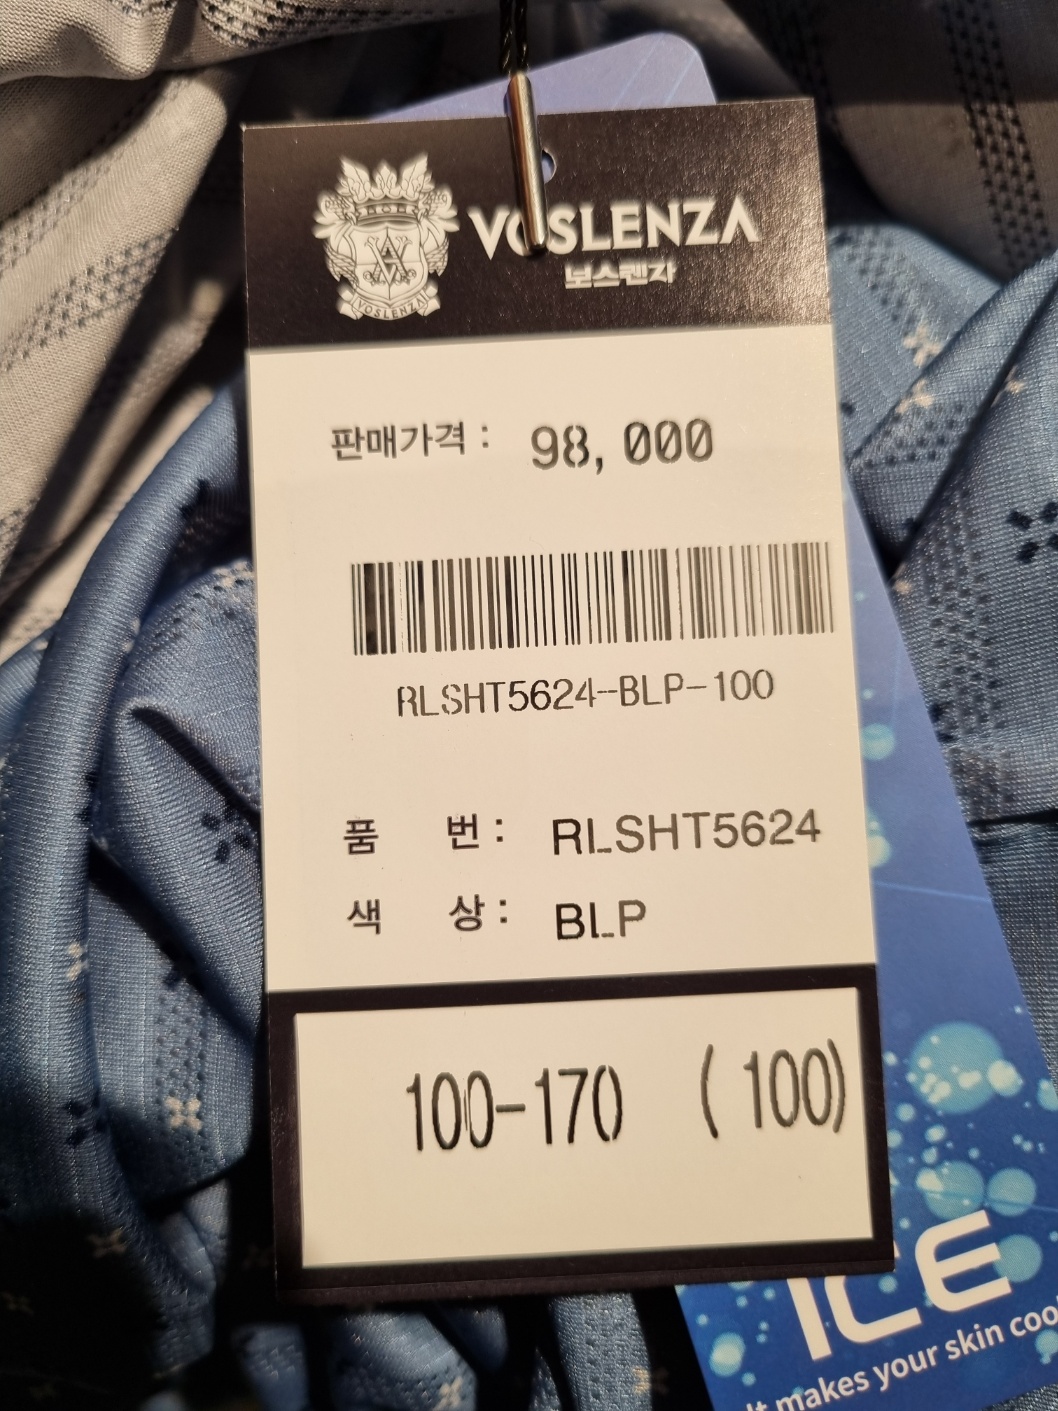 VOSLENZA
보스렌자
VOSLENZA
판매가격 : 98,000
RLSHT5624-BLP-100
품 번 : RLSHT5624
색 상 : BLP
100-170 (100)
ICE
It makes your skin coo